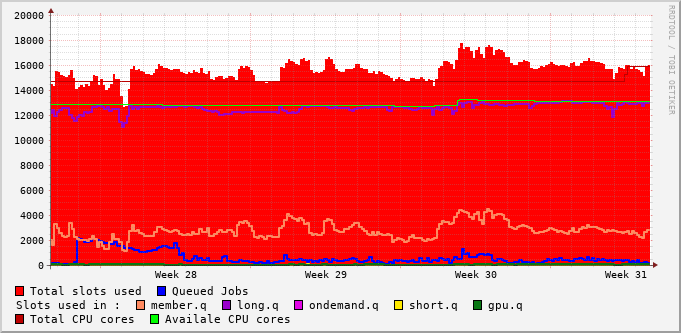 20000
18000
16000
14000
12000
10000
8000
6000
4000
2000
0
Week 28 Week 29 Week 30 Week 31
Total slots used Queued Jobs
Slots used in : member.q long.q ondemand.q short.q gpu.q
Total CPU cores Availale CPU cores
RRDTOOL / TOBI OETIKER